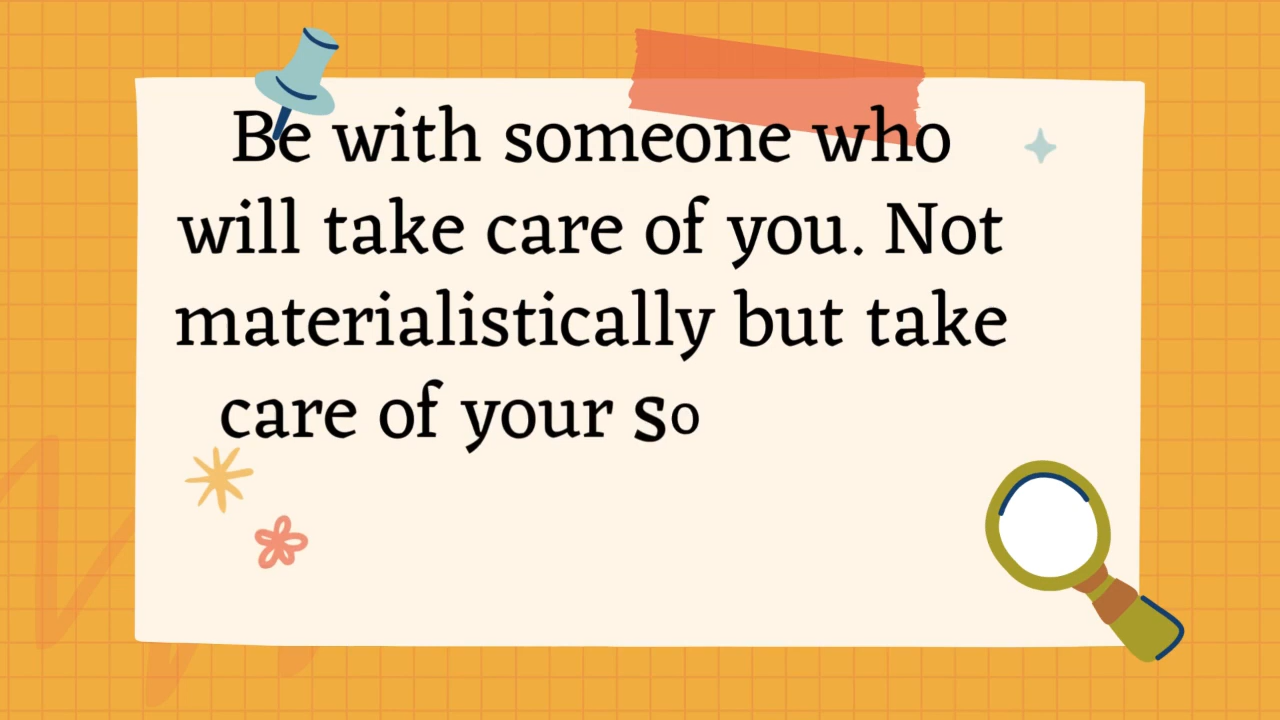 Be with someone who
will take care of you. Not
materialistically but take
care of your so